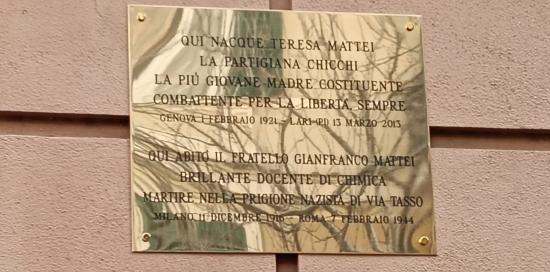 QUI NACQUE TERESA MATTEI
LA PARTIGIANA CHICCHI
LA PIÚ GIOVANE MADRE COSTITUENTE
COMBATTENTE PER LA LIBERTÀ, SEMPRE
GENOVA 1 FEBBRAIO 1921 - LARI (PI) 13 MARZO 2013
QUI ABITÒ IL FRATELLO GIANFRANCO MATTEI
BRILLANTE DOCENTE DI CHIMICA
MARTIRE NELLA PRIGIONE NAZISTA DI VIA TASSO
MILANO 11 DICEMBRE 1916 - ROMA 7 FEBBRAIO 1944